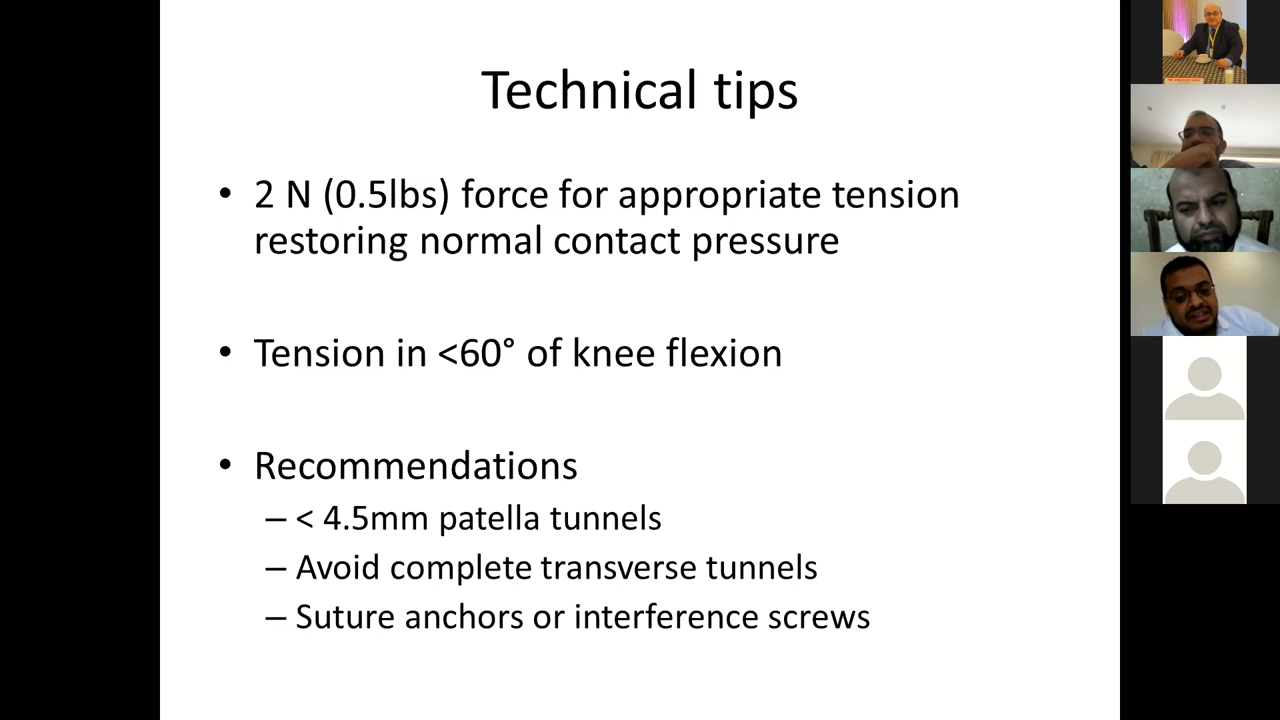 Technical tips
• 2 N (0.5lbs) force for appropriate tension
restoring normal contact pressure
• Tension in <60° of knee flexion
• Recommendations
– < 4.5mm patella tunnels
– Avoid complete transverse tunnels
– Suture anchors or interference screws